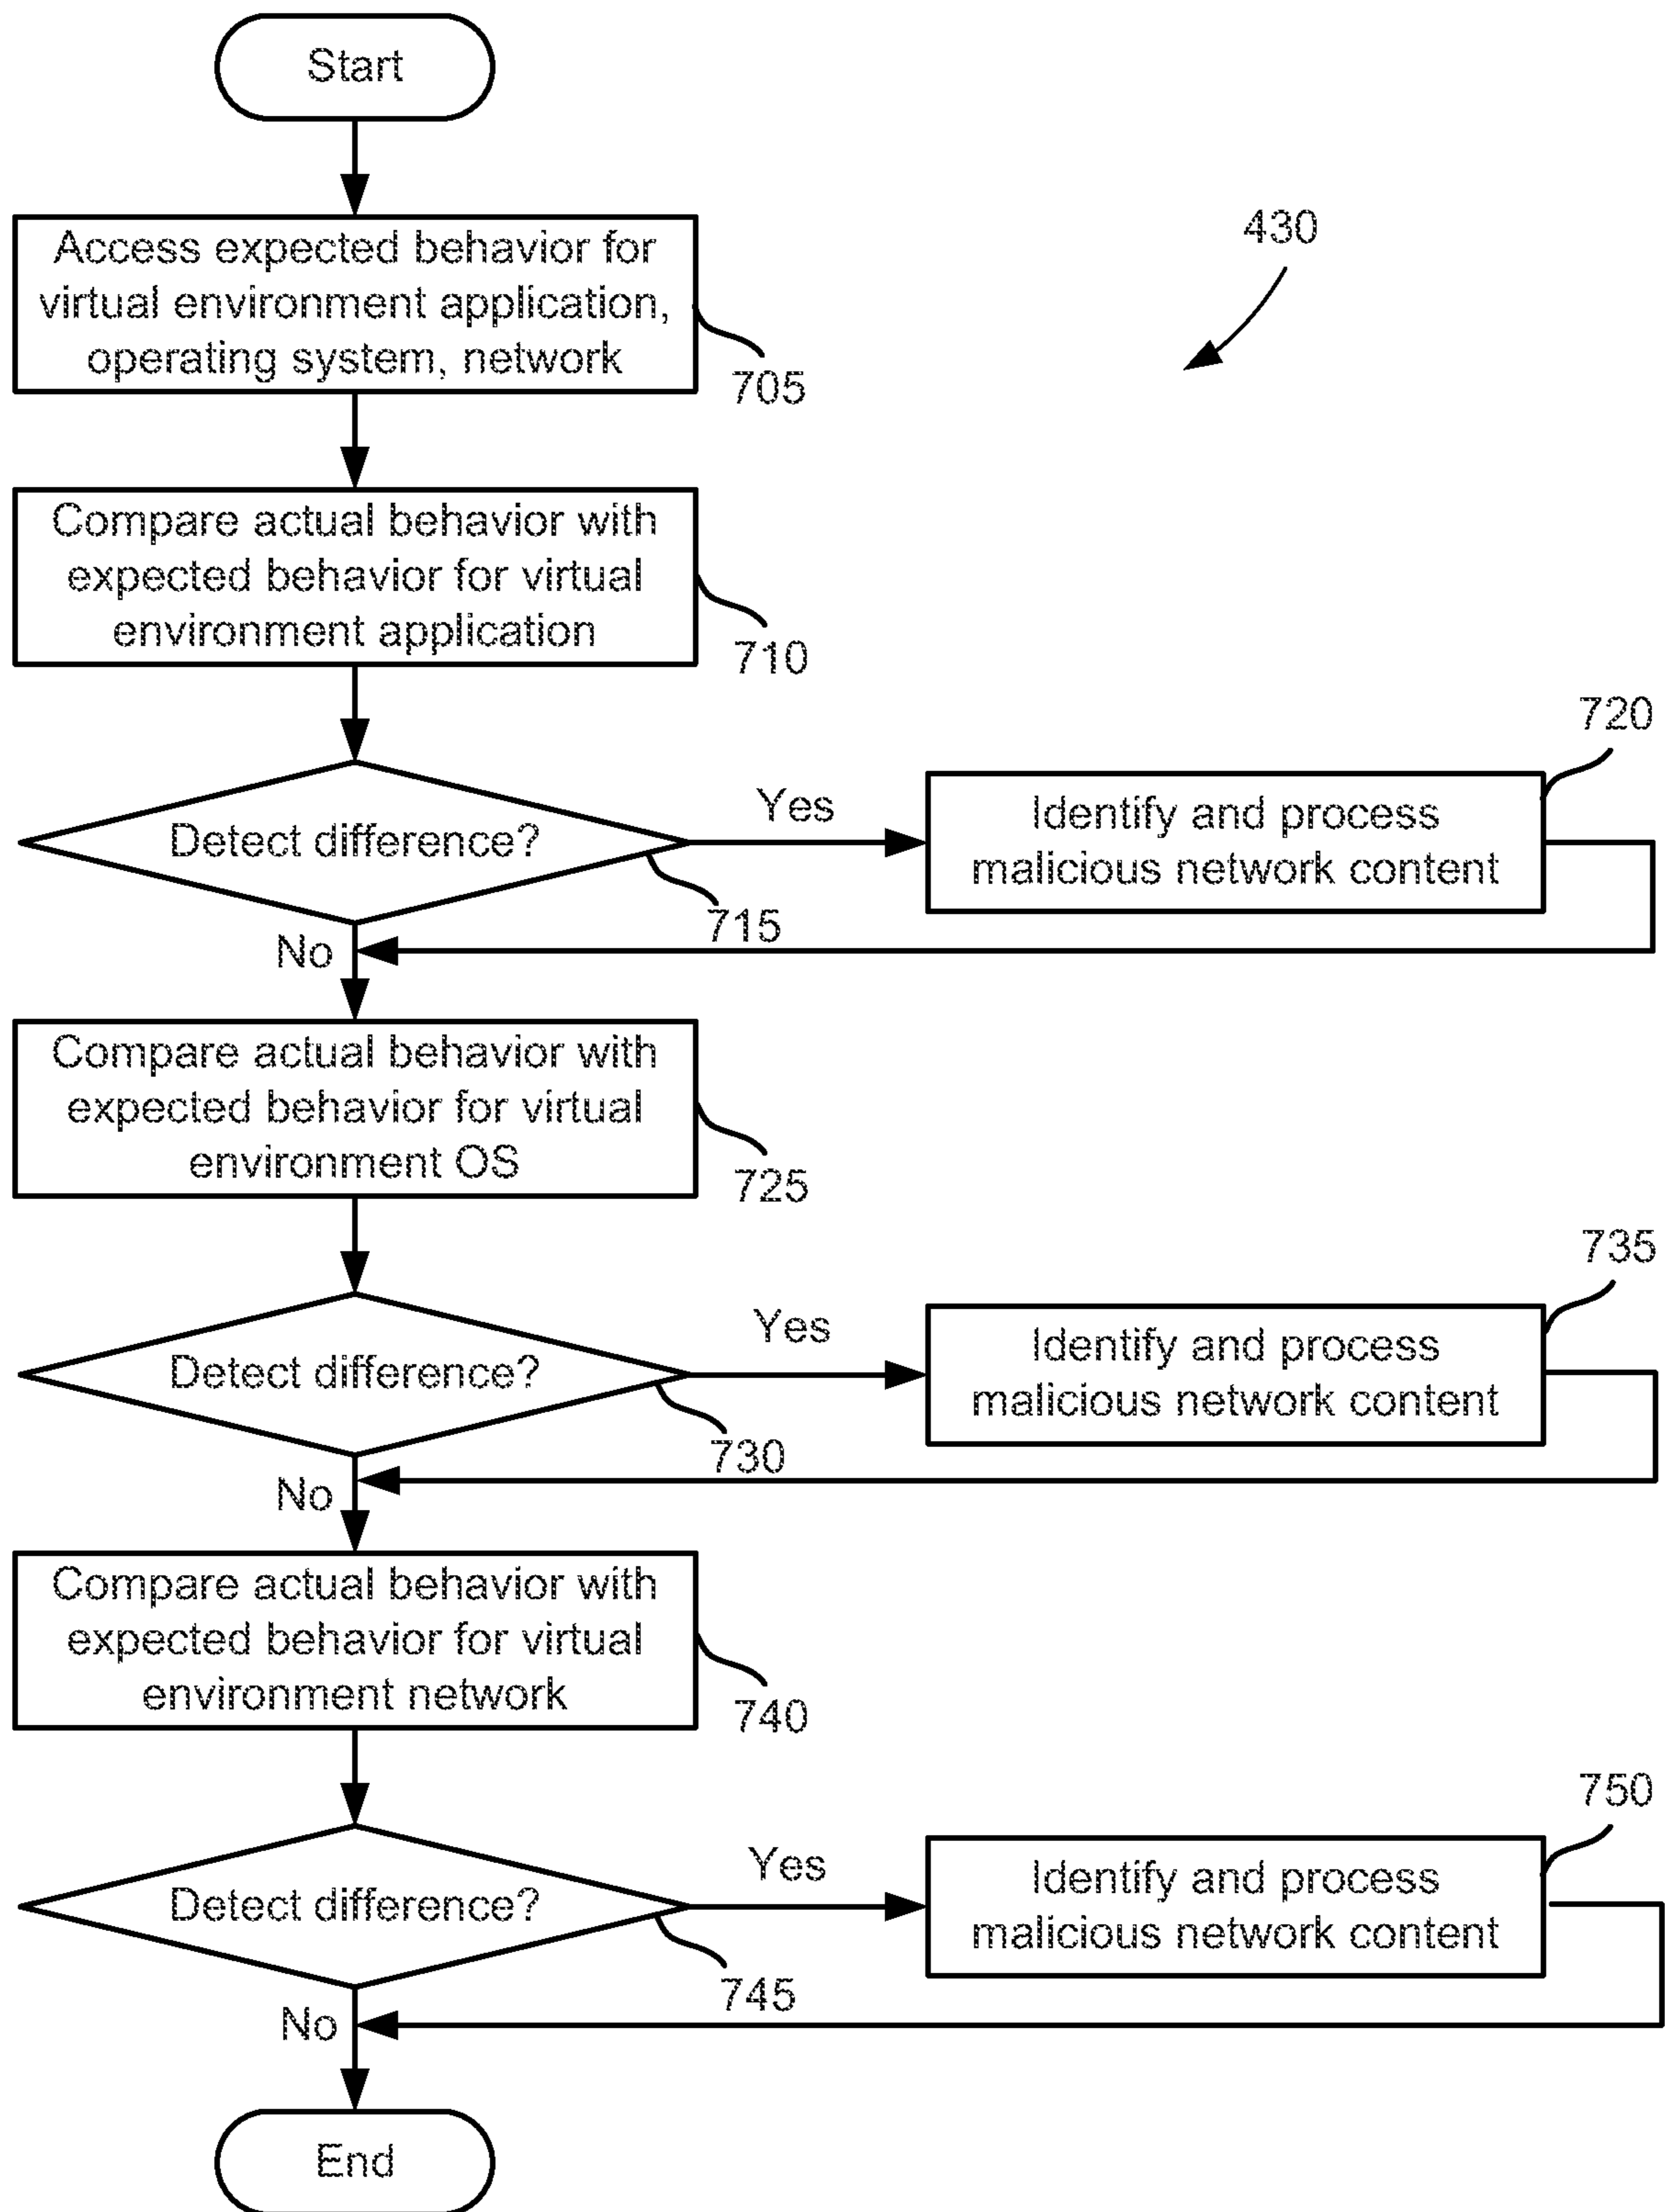 Start
Access expected behavior for
virtual environment application,
operating system, network
705
430
Compare actual behavior with
expected behavior for virtual
environment application
710
Detect difference?
715
Yes
No
Identify and process
malicious network content
720
Compare actual behavior with
expected behavior for virtual
environment OS
725
Detect difference?
730
Yes
No
Identify and process
malicious network content
735
Compare actual behavior with
expected behavior for virtual
environment network
740
Detect difference?
745
Yes
No
Identify and process
malicious network content
750
End